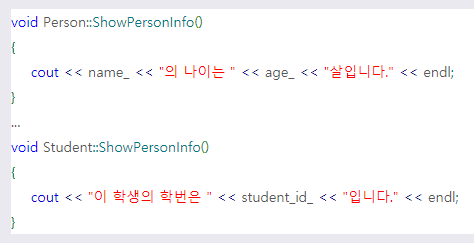 void Person::ShowPersonInfo()
{
    cout << name_ << "의 나이는 " << age_ << "살입니다." << endl;
}
...
void Student::ShowPersonInfo()
{
    cout << "이 학생의 학번은 " << student_id_ << "입니다." << endl;
}